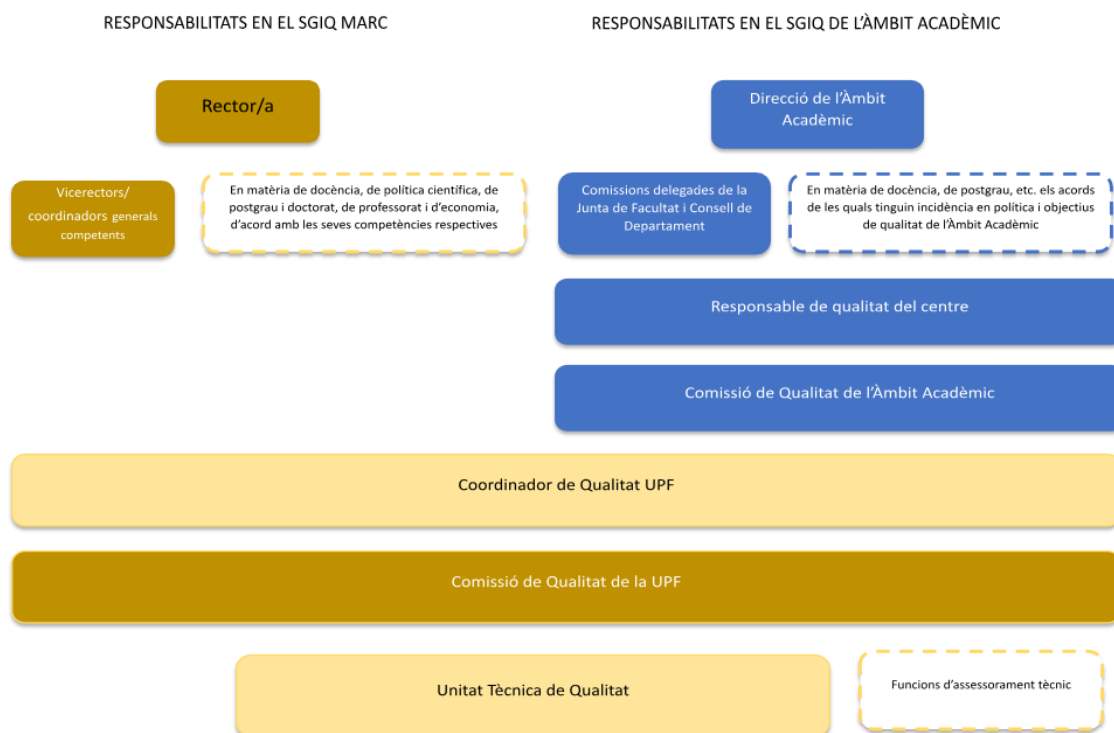 RESPONSABILITATS EN EL SGIQ MARC
RESPONSABILITATS EN EL SGIQ DE L'ÀMBIT ACADÈMIC
Rector/a
Direcció de l'Àmbit
Acadèmic
Vicerectors/
coordinadors generals
competents
En matèria de docència, de política científica, de
postgrau i doctorat, de professorat i d'economia,
d'acord amb les seves competències respectives
Comissions delegades de la
Junta de Facultat i Consell de
Departament
En matèria de docència, de postgrau, etc. els acords
de les quals tinguin incidència en política i objectius
de qualitat de l'Àmbit Acadèmic
Responsable de qualitat del centre
Comissió de Qualitat de l'Àmbit Acadèmic
Coordinador de Qualitat UPF
Comissió de Qualitat de la UPF
Unitat Tècnica de Qualitat
Funcions d'assessorament tècnic